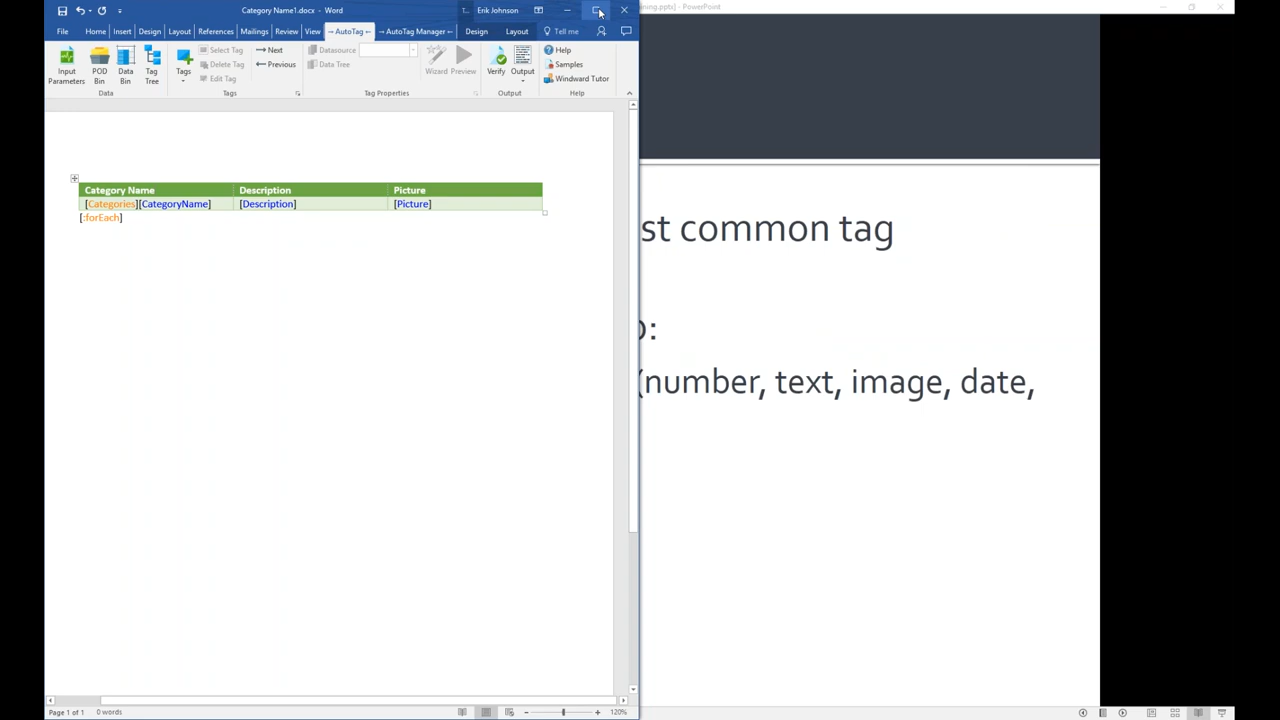 Category Name1.docx - Word
T...
Erik Johnson
ining.pptx] - PowerPoint
File Home Insert Design Layout References Mailings Review View AutoTag AutoTag Manager Design Layout Tell me
Input Parameters
POD Bin
Data Bin
Tag Tree
Data
Tags
Select Tag
Delete Tag
Edit Tag
Next
Previous
Tags
Datasource
Data Tree
Wizard
Preview
Tag Properties
Verify
Output
Output
Help
Samples
Windward Tutor
Help
Category Name Description Picture
[Categories][CategoryName] [Description] [Picture]
[:forEach]
st common tag
o:
(number, text, image, date,
Page 1 of 1 0 words
120%